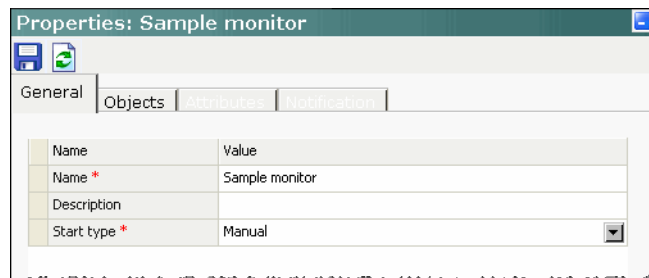 Properties: Sample monitor
General Objects Attributes Notification
Name Value
Name * Sample monitor
Description
Start type * Manual